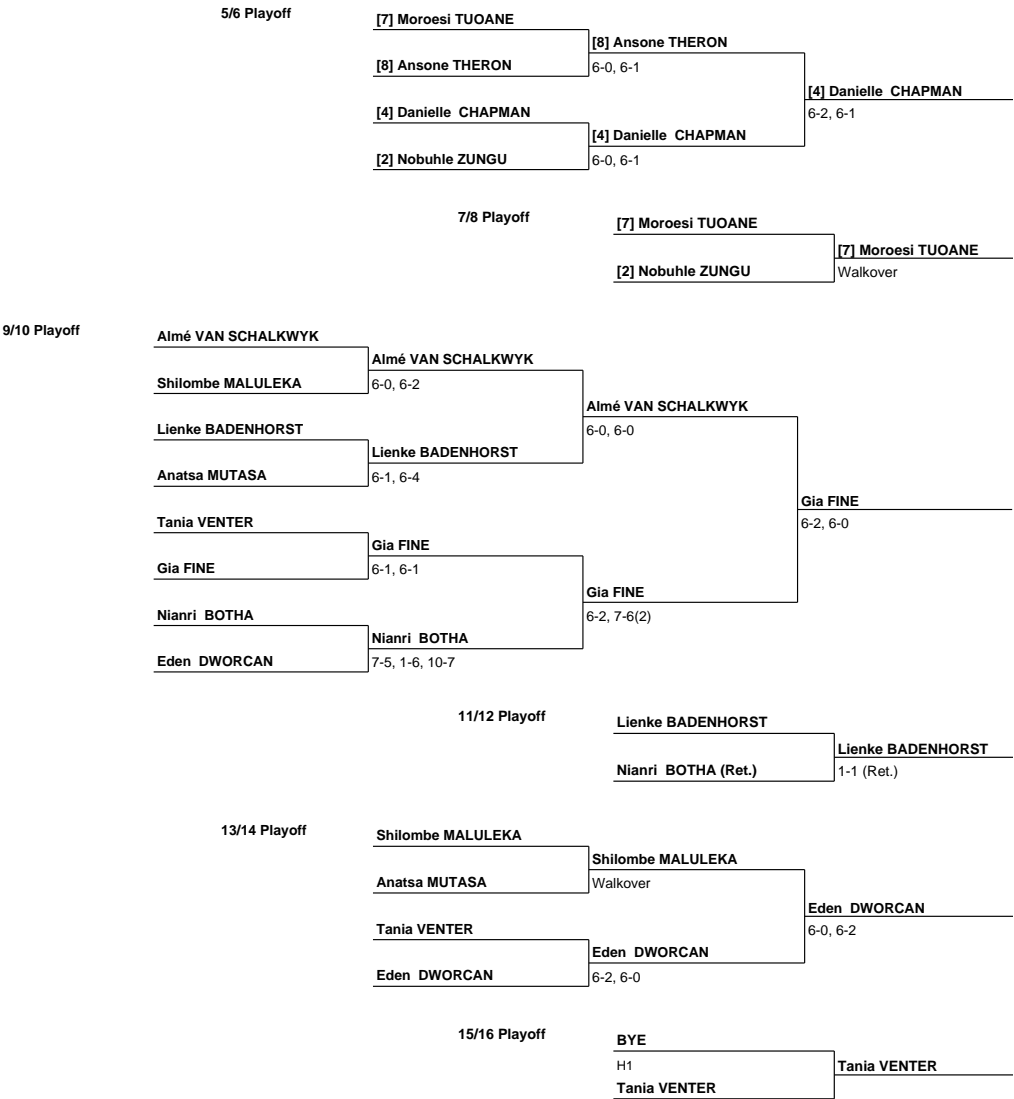 5/6 Playoff
[7] Moroesi TUOANE
[8] Ansone THERON
[8] Ansone THERON
6-0, 6-1
[4] Danielle CHAPMAN
[4] Danielle CHAPMAN
6-2, 6-1
[4] Danielle CHAPMAN
[2] Nobuhle ZUNGU
6-0, 6-1
7/8 Playoff
[7] Moroesi TUOANE
[7] Moroesi TUOANE
[2] Nobuhle ZUNGU
Walkover
9/10 Playoff
Almé VAN SCHALKWYK
Almé VAN SCHALKWYK
Shilombe MALULEKA
6-0, 6-2
Almé VAN SCHALKWYK
Lienke BADENHORST
6-0, 6-0
Lienke BADENHORST
Anatsa MUTASA
6-1, 6-4
Gia FINE
Tania VENTER
6-2, 6-0
Gia FINE
Gia FINE
6-1, 6-1
Gia FINE
Nianri BOTHA
6-2, 7-6(2)
Nianri BOTHA
Eden DWORCAN
7-5, 1-6, 10-7
11/12 Playoff
Lienke BADENHORST
Lienke BADENHORST
Nianri BOTHA (Ret.)
1-1 (Ret.)
13/14 Playoff
Shilombe MALULEKA
Shilombe MALULEKA
Anatsa MUTASA
Walkover
Eden DWORCAN
Tania VENTER
6-0, 6-2
Eden DWORCAN
Eden DWORCAN
6-2, 6-0
15/16 Playoff
BYE
H1
Tania VENTER
Tania VENTER